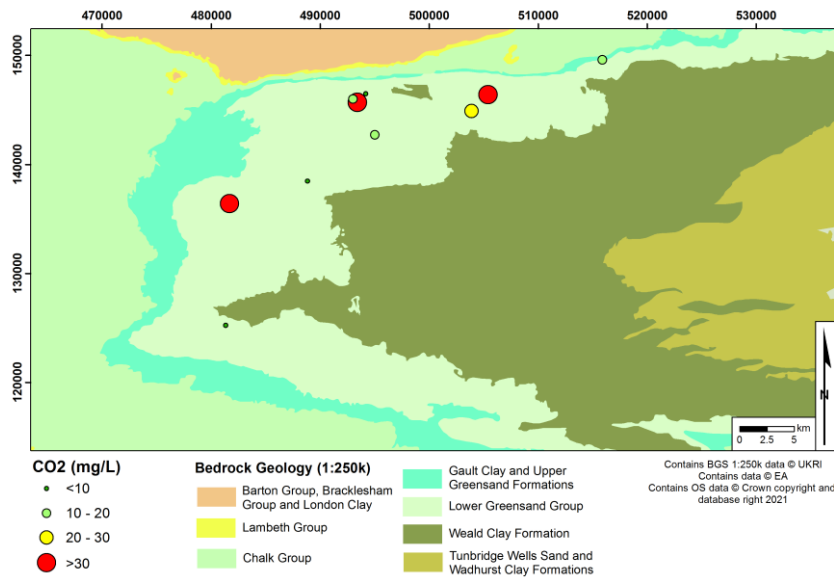 470000 480000 490000 500000 510000 520000 530000
150000
140000
130000
120000
N
0 2.5 5 km
CO2 (mg/L)
<10
10 - 20
20 - 30
>30
Bedrock Geology (1:250k)
Barton Group, Bracklesham
Group and London Clay
Lambeth Group
Chalk Group
Gault Clay and Upper
Greensand Formations
Lower Greensand Group
Weald Clay Formation
Tunbridge Wells Sand and
Wadhurst Clay Formations
Contains BGS 1:250k data © UKRI
Contains data © EA
Contains OS data © Crown copyright and
database right 2021